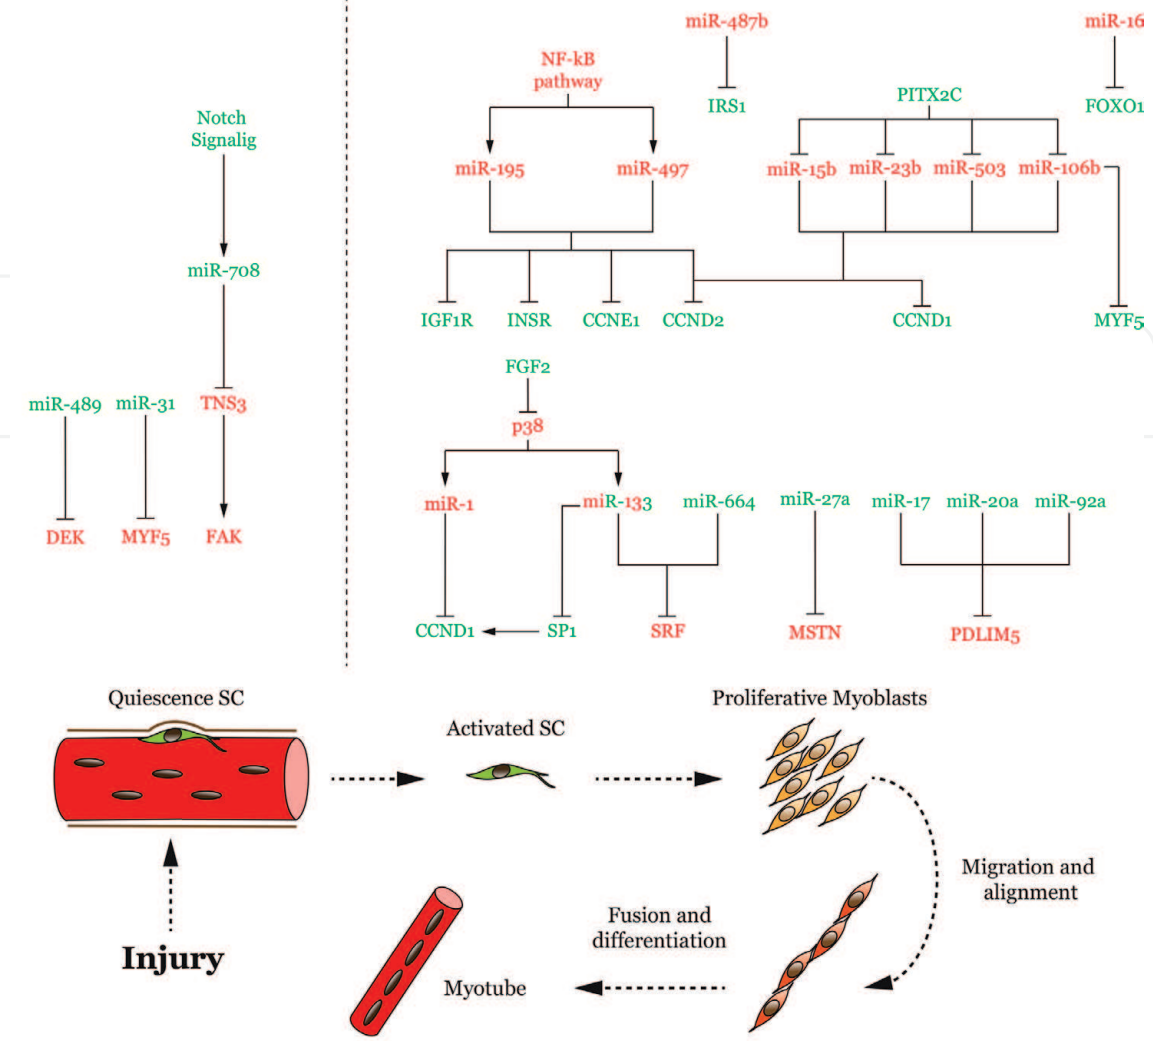 miR-487b
miR-16
NF-kB
pathway
IRS1
PITX2C
FOXO1
Notch
Signalig
miR-195
miR-497
miR-15b
miR-23b
miR-503
miR-106b
miR-708
IGF1R
INSR
CCNE1
CCND2
CCND1
MYF5
FGF2
miR-489
miR-31
TNS3
p38
miR-1
miR-133
miR-664
miR-27a
miR-17
miR-20a
miR-92a
DEK
MYF5
FAK
CCND1
SP1
SRF
MSTN
PDLIM5
Quiescence SC
Activated SC
Proliferative Myoblasts
Migration and
alignment
Fusion and
differentiation
Injury
Myotube